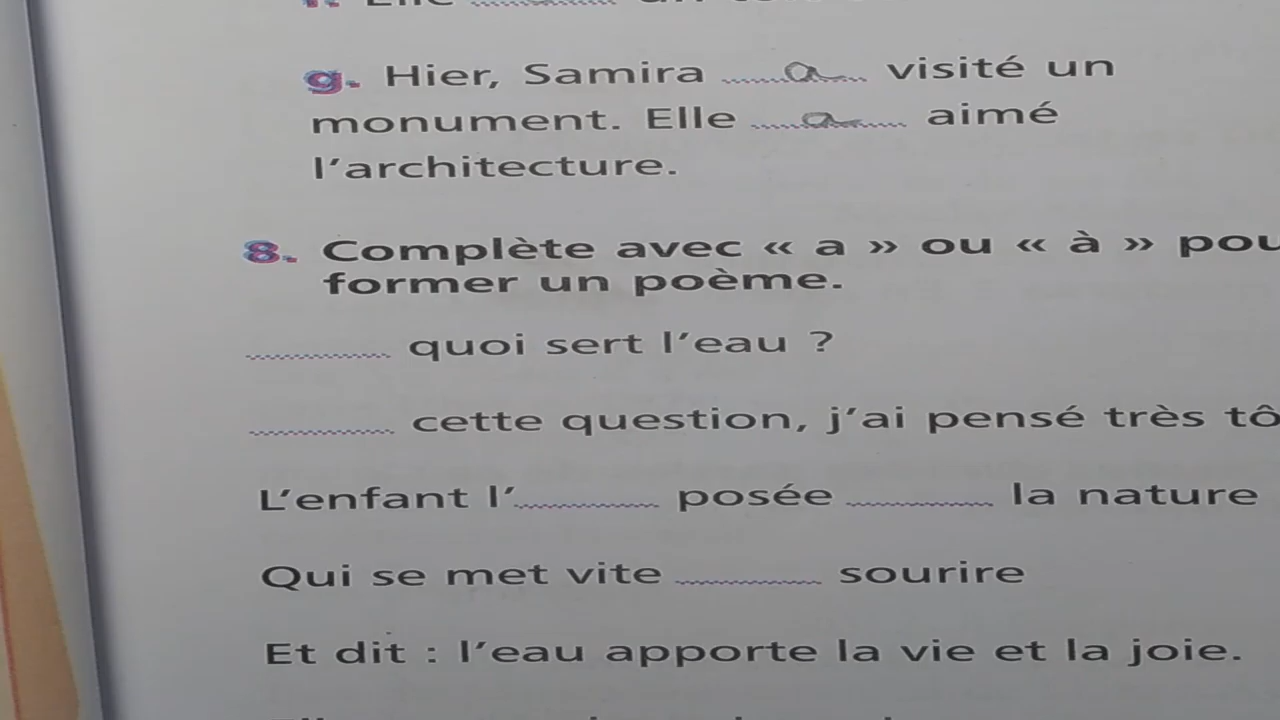 f. Elle
g. Hier, Samira a visité un
monument. Elle a aimé
l'architecture.
8. Complète avec « a » ou « à »
former un poème.
quoi sert l'eau ?
cette question, j'ai pensé très
L'enfant l' posée la nature
Qui se met vite sourire
Et dit : l'eau apporte la vie et la joie.